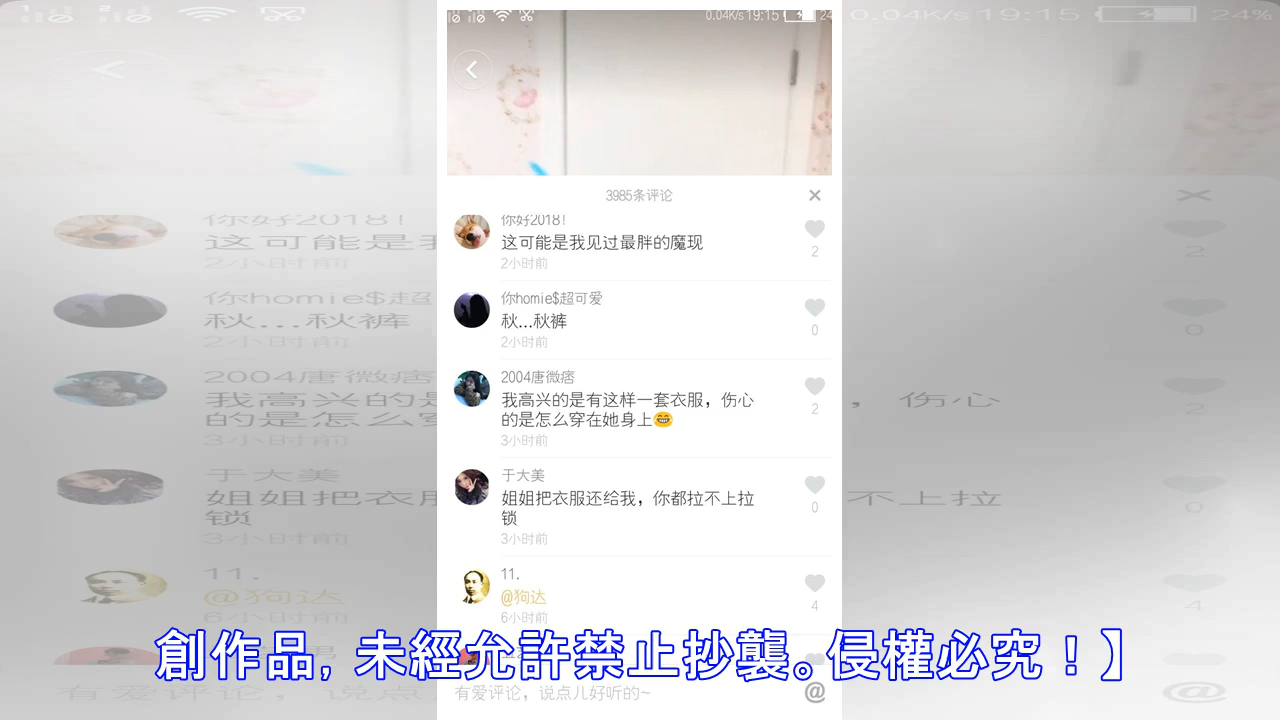 0.04K/s 19:15 24
0.04K/s 19:15 24%
3985条评论
你好2018!
这可能是我见过最胖的魔现
2
2小时前
你homie$超可爱
秋...秋裤
0
2小时前
2004唐微痞
我高兴的是有这样一套衣服，伤心
的是怎么穿在她身上😂
2
3小时前
于大美
姐姐把衣服还给我，你都拉不上拉
锁
0
3小时前
11.
@狗达
4
6小时前
創作品，未經允許禁止抄襲。侵權必究！】
有爱评论，说点儿好听的~ @